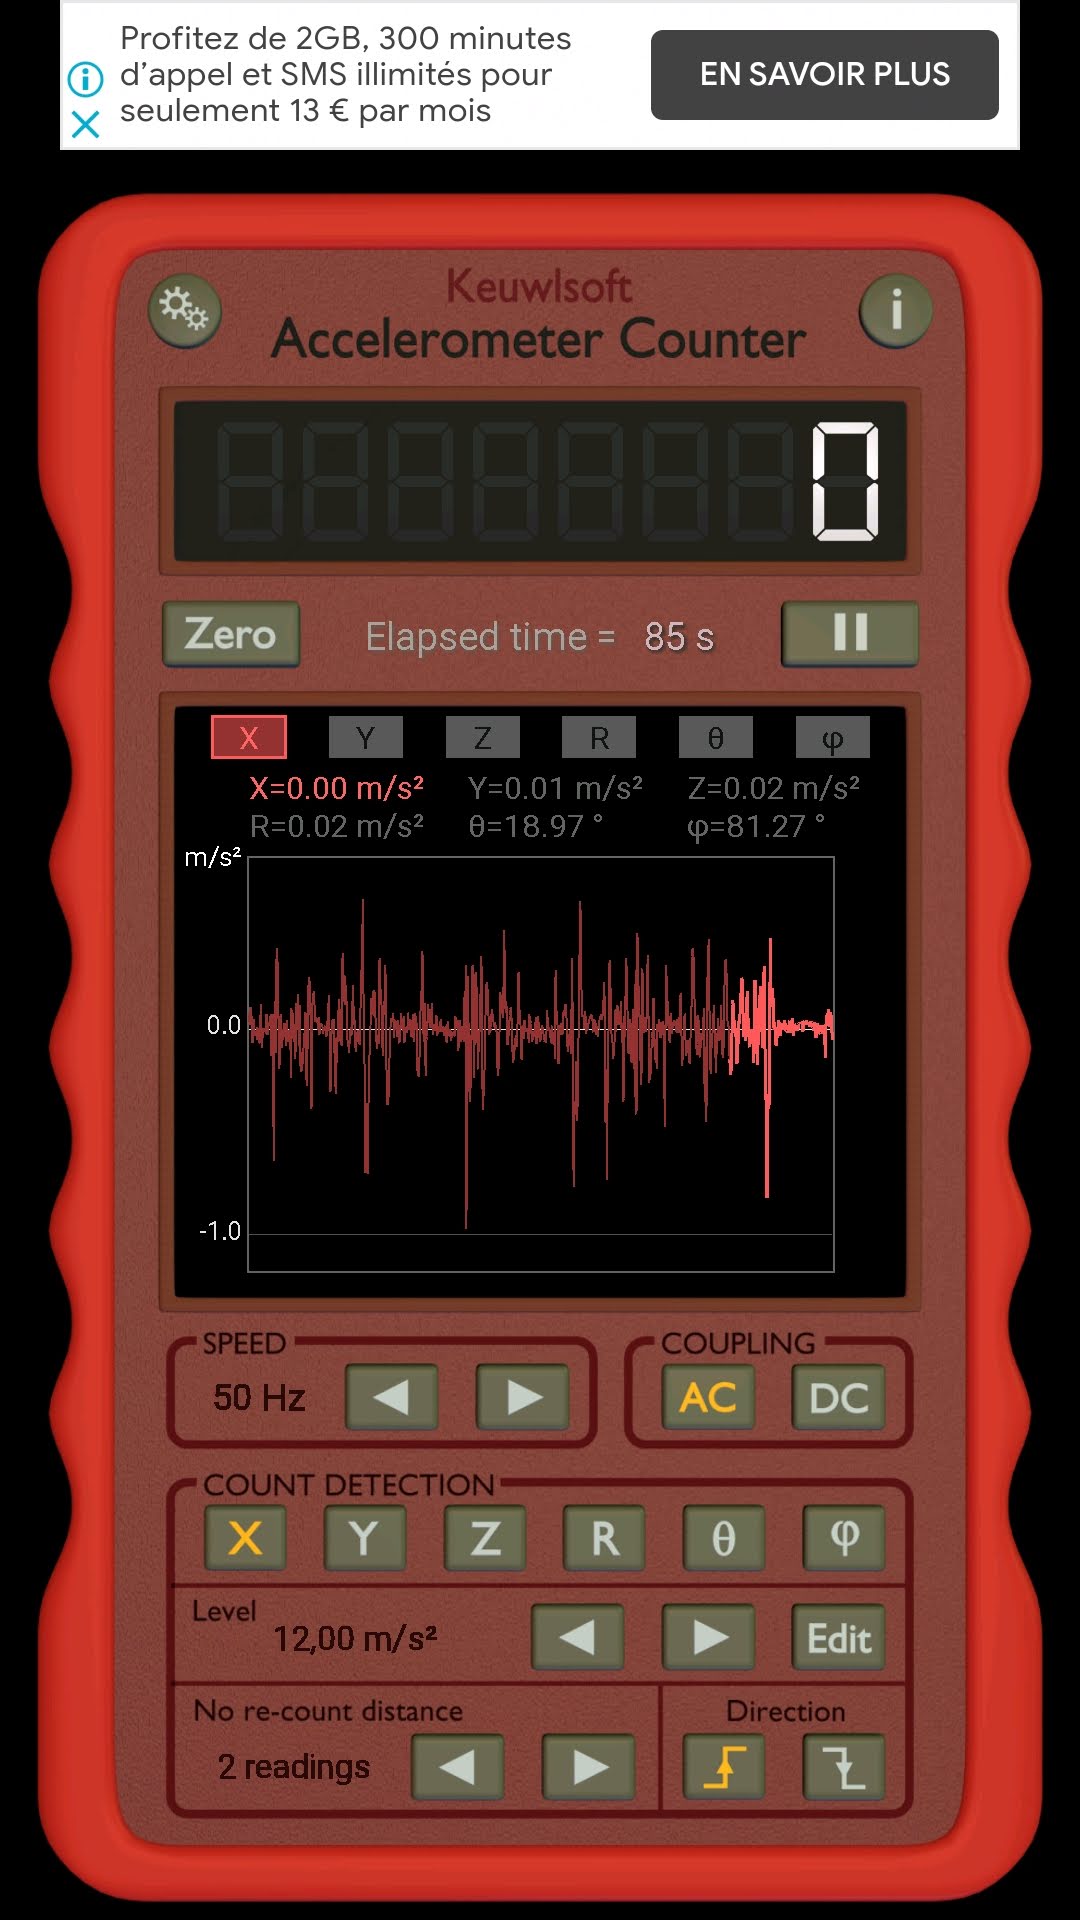 Profitez de 2GB, 300 minutes
d’appel et SMS illimités pour
seulement 13 € par mois
EN SAVOIR PLUS
Keuwlsoft
Accelerometer Counter
0
Zero
Elapsed time = 85 s
X Y Z R θ φ
X=0.00 m/s² Y=0.01 m/s² Z=0.02 m/s²
R=0.02 m/s² θ=18.97 ° φ=81.27 °
m/s²
0.0
-1.0
SPEED
50 Hz
COUPLING
AC DC
COUNT DETECTION
X Y Z R θ φ
Level
12,00 m/s²
Edit
No re-count distance
2 readings
Direction